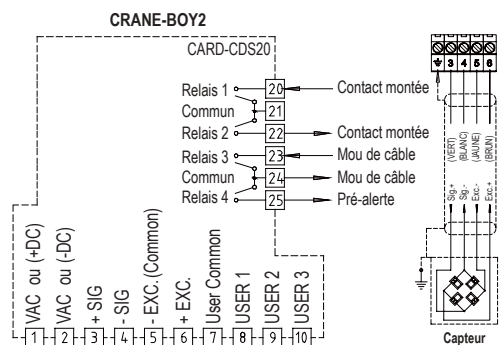 CRANE-BOY2
CARD-CDS20
Relais 1 20 Contact montée
Commun 21
Relais 2 22 Contact montée
Relais 3 23 Mou de câble
Commun 24 Mou de câble
Relais 4 25 Pré-alerte
VAC ou (+DC)
VAC ou (-DC)
+ SIG
- SIG
- EXC. (Common)
+ EXC.
User Common
USER 1
USER 2
USER 3
1 2 3 4 5 6 7 8 9 10
3 4 5 6
Sig.+ (VERT)
Sig.- (BLANC)
Exc.- (JAUNE)
Exc.+ (BRUN)
Capteur